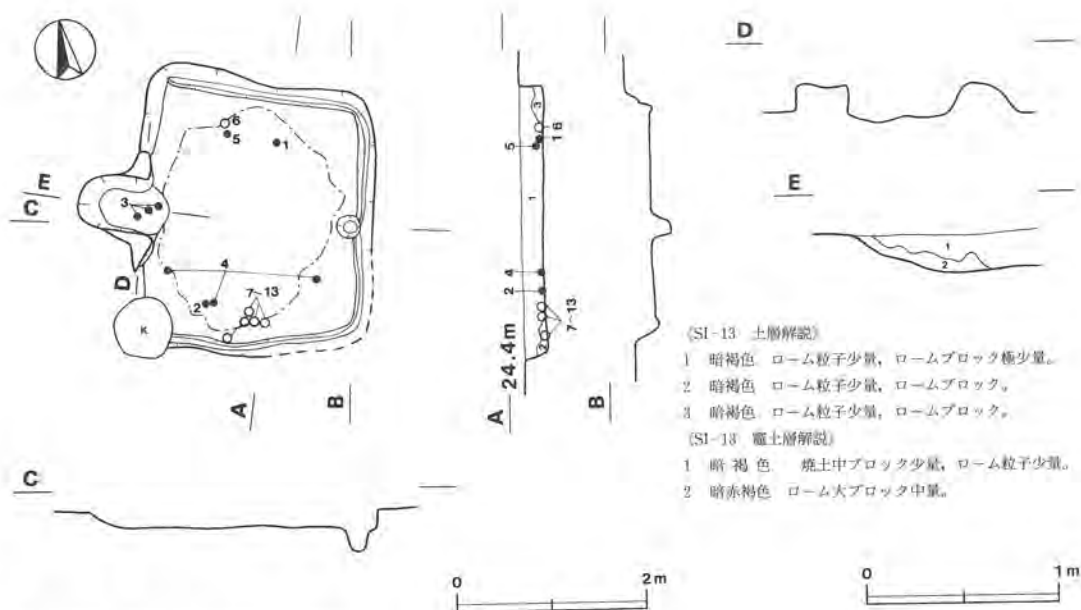 6
5
1
E
C
3
D
4
2
7~13
K
A
B
A
24.4m
B
3
1 6
5
1
4
2
7~13
2
D
E
1
2
《SI-13 土層解説》
1 暗褐色 ローム粒子少量，ロームブロック極少量。
2 暗褐色 ローム粒子少量，ロームブロック。
3 暗褐色 ローム粒子少量，ロームブロック。
《SI-13 竈土層解説》
1 暗褐色 焼土中ブロック少量，ローム粒子少量。
2 暗赤褐色 ローム大ブロック中量。
C
0 2m
0 1m